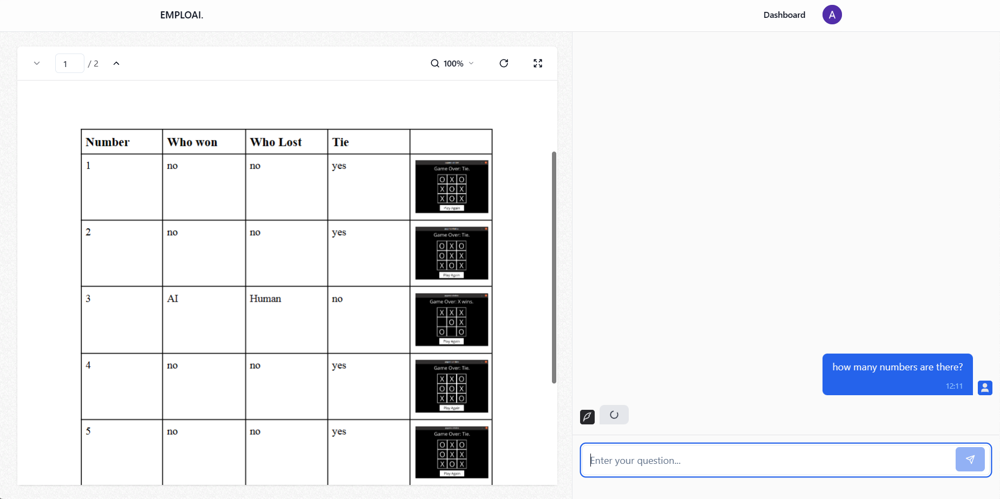 EMPLOAI.
Dashboard
A
1 / 2
100%
Number Who won Who Lost Tie
1 no no yes
Game Over: Tie.
O X O
X O X
X O X
Play Again
2 no no yes
Game Over: Tie.
O X O
O X X
X O X
Play Again
3 AI Human no
Game Over: X wins.
X X X
O X
O O
Play Again
4 no no yes
Game Over: Tie.
X X O
O O X
X X O
Play Again
5 no no yes
Game Over: Tie.
O X O
O X X
X O X
Play Again
how many numbers are there?
12:11
Enter your question...